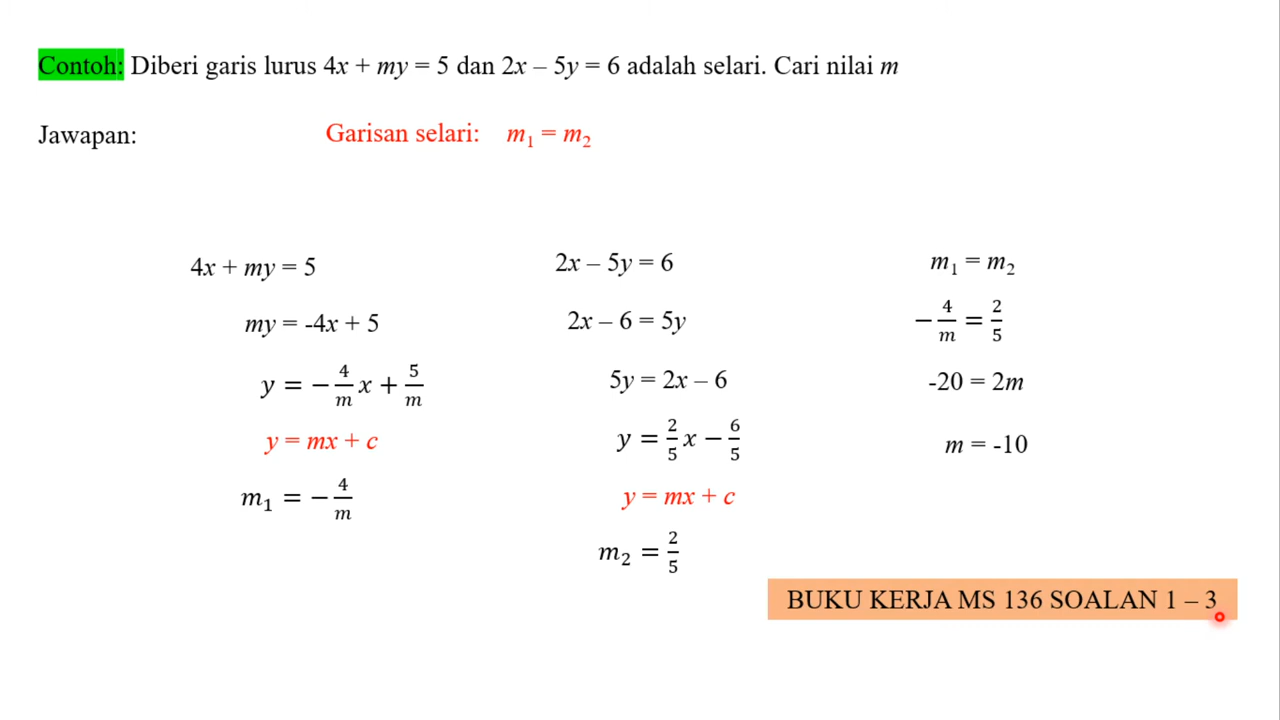 Contoh: Diberi garis lurus 4x + my = 5 dan 2x – 5y = 6 adalah selari. Cari nilai m
Jawapan:
Garisan selari: m₁ = m₂
4x + my = 5
my = -4x + 5
y = −4/m x + 5/m
y = mx + c
m₁ = −4/m
2x – 5y = 6
2x – 6 = 5y
5y = 2x – 6
y = 2/5 x − 6/5
y = mx + c
m₂ = 2/5
m₁ = m₂
−4/m = 2/5
-20 = 2m
m = -10
BUKU KERJA MS 136 SOALAN 1 – 3